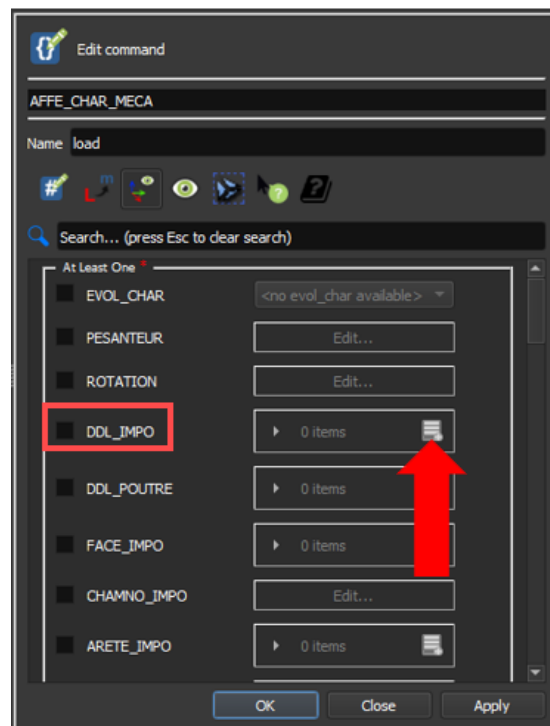 Edit command
AFFE_CHAR_MECA
Name load
Search... (press Esc to clear search)
At Least One *
EVOL_CHAR <no evol_char available>
PESANTEUR Edit...
ROTATION Edit...
DDL_IMPO 0 items
DDL_POUTRE 0 items
FACE_IMPO 0 items
CHAMNO_IMPO Edit...
ARETE_IMPO 0 items
OK Close Apply